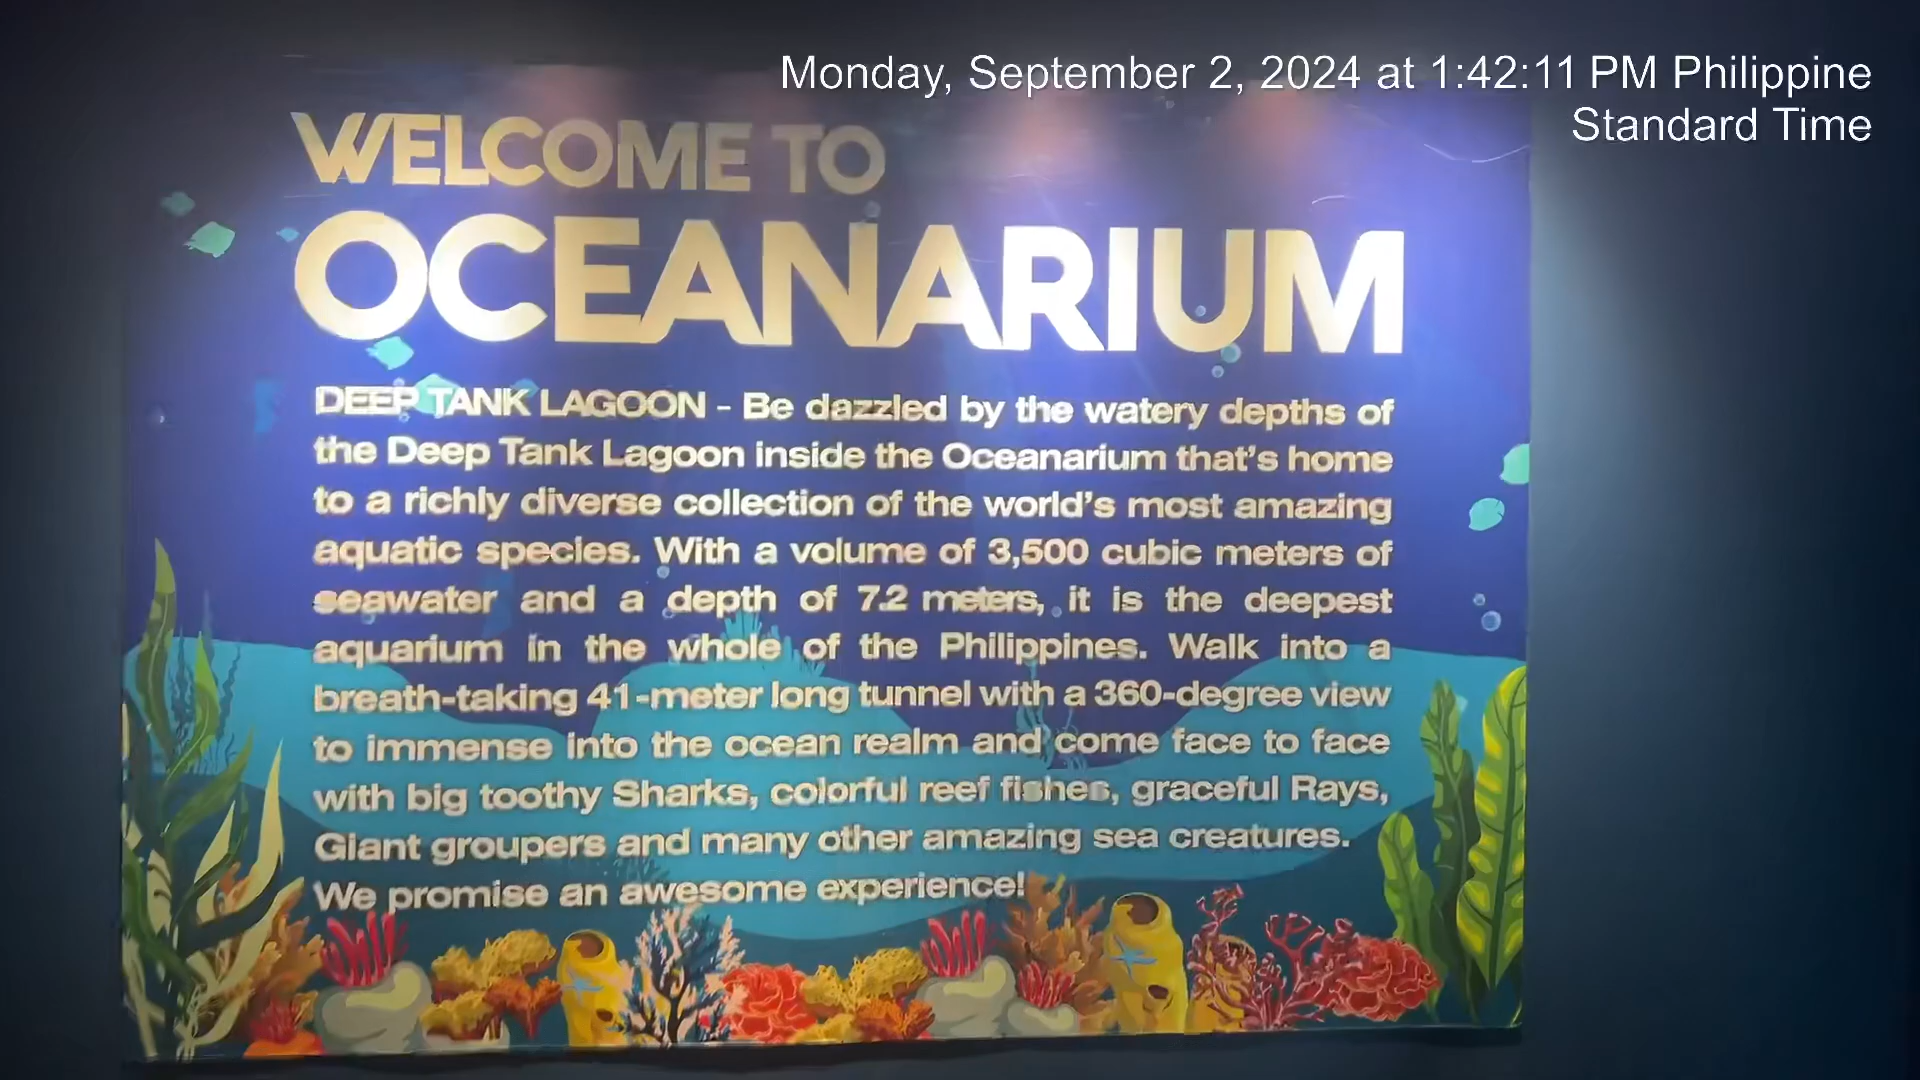 Monday, September 2, 2024 at 1:42:11 PM Philippine
Standard Time
WELCOME TO
OCEANARIUM
DEEP TANK LAGOON - Be dazzled by the watery depths of
the Deep Tank Lagoon inside the Oceanarium that's home
to a richly diverse collection of the world's most amazing
aquatic species. With a volume of 3,500 cubic meters of
seawater and a depth of 7.2 meters, it is the deepest
aquarium in the whole of the Philippines. Walk into a
breath-taking 41-meter long tunnel with a 360-degree view
to immense into the ocean realm and come face to face
with big toothy Sharks, colorful reef fishes, graceful Rays,
Giant groupers and many other amazing sea creatures.
We promise an awesome experience!